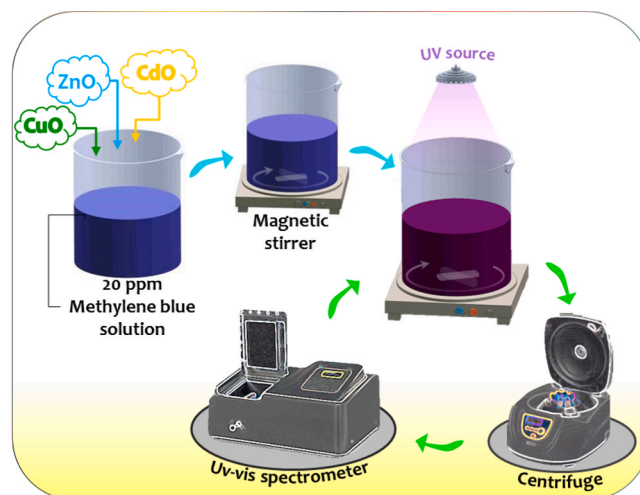 UV source
CdO
ZnO
CuO
Magnetic
stirrer
20 ppm
Methylene blue
solution
Uv-vis spectrometer
Centrifuge